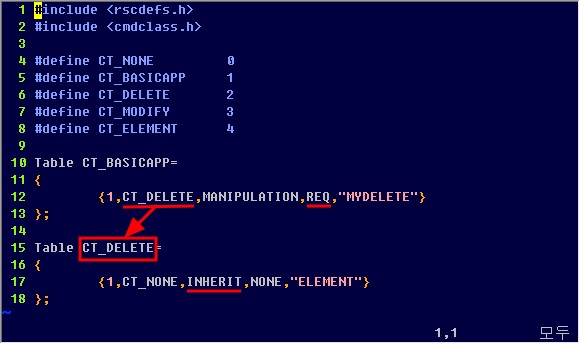 1 #include <rscdefs.h>
2 #include <cmdclass.h>
3
4 #define CT_NONE 0
5 #define CT_BASICAPP 1
6 #define CT_DELETE 2
7 #define CT_MODIFY 3
8 #define CT_ELEMENT 4
9
10 Table CT_BASICAPP=
11 {
12 {1,CT_DELETE,MANIPULATION,REQ,"MYDELETE"}
13 };
14
15 Table CT_DELETE=
16 {
17 {1,CT_NONE,INHERIT,NONE,"ELEMENT"}
18 };
~
1,1 모두